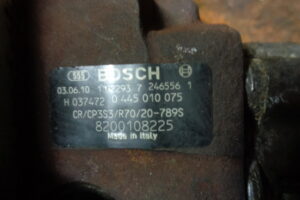 BOSCH
03.06.10 112293 7 246556 1
H 037472 0 445 010 075
CR/CP3S3/R70/20-789S
8200108225
Made in Italy